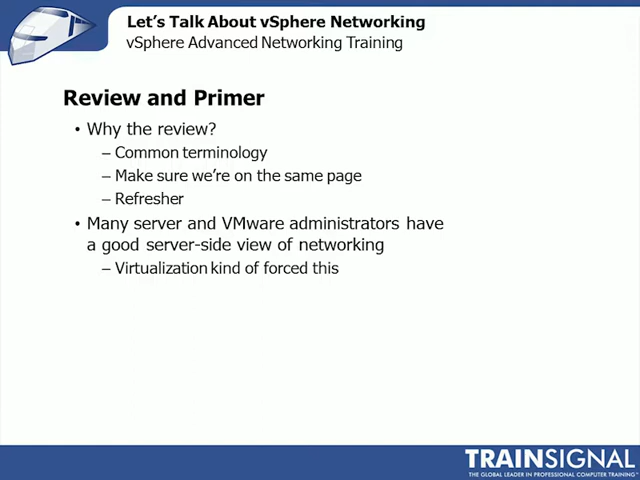 Let's Talk About vSphere Networking
vSphere Advanced Networking Training
Review and Primer
• Why the review?
– Common terminology
– Make sure we're on the same page
– Refresher
• Many server and VMware administrators have
a good server-side view of networking
– Virtualization kind of forced this
TRAINSIGNAL
THE GLOBAL LEADER IN PROFESSIONAL COMPUTER TRAINING